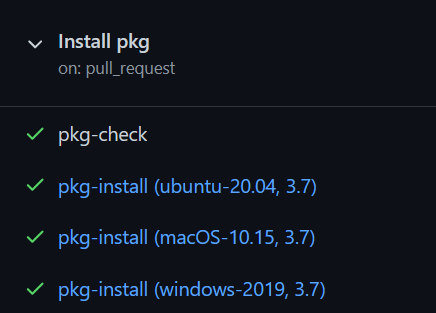 Install pkg
on: pull_request
pkg-check
pkg-install (ubuntu-20.04, 3.7)
pkg-install (macOS-10.15, 3.7)
pkg-install (windows-2019, 3.7)